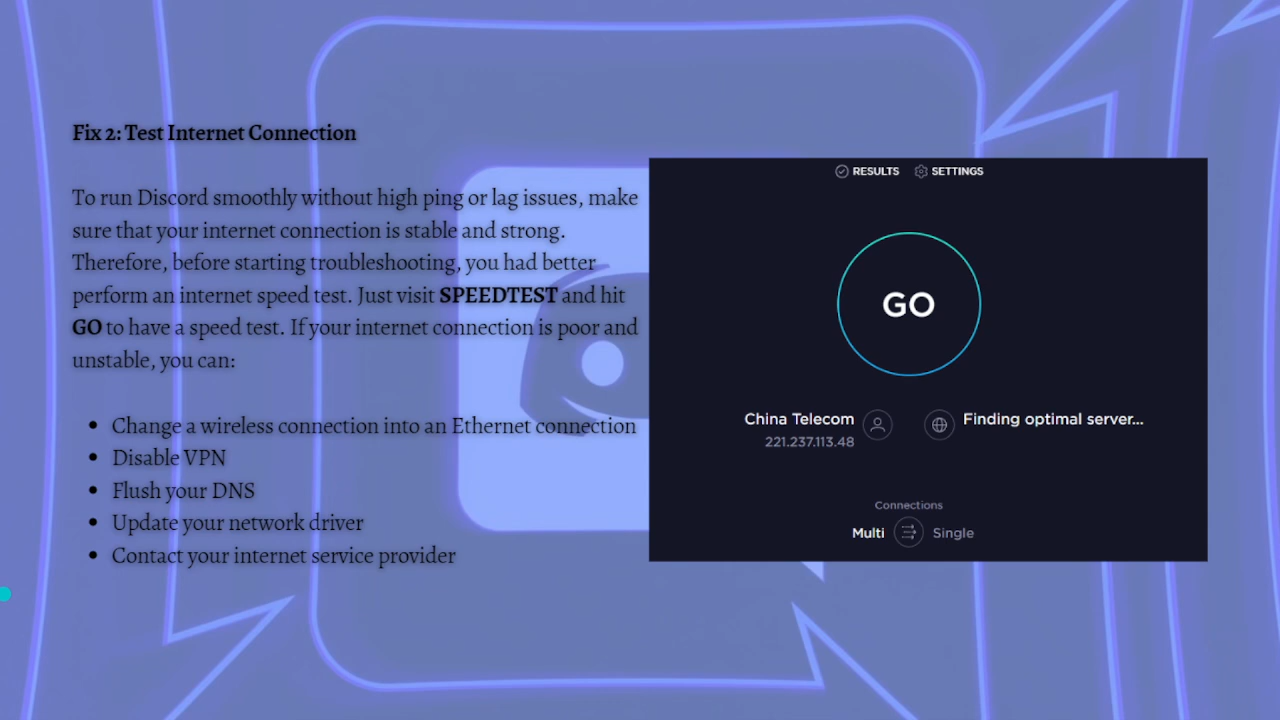 Fix 2: Test Internet Connection
To run Discord smoothly without high ping or lag issues, make
sure that your internet connection is stable and strong.
Therefore, before starting troubleshooting, you had better
perform an internet speed test. Just visit SPEEDTEST and hit
GO to have a speed test. If your internet connection is poor and
unstable, you can:
• Change a wireless connection into an Ethernet connection
• Disable VPN
• Flush your DNS
• Update your network driver
• Contact your internet service provider
RESULTS SETTINGS
GO
China Telecom
221.237.113.48
Finding optimal server...
Connections
Multi Single